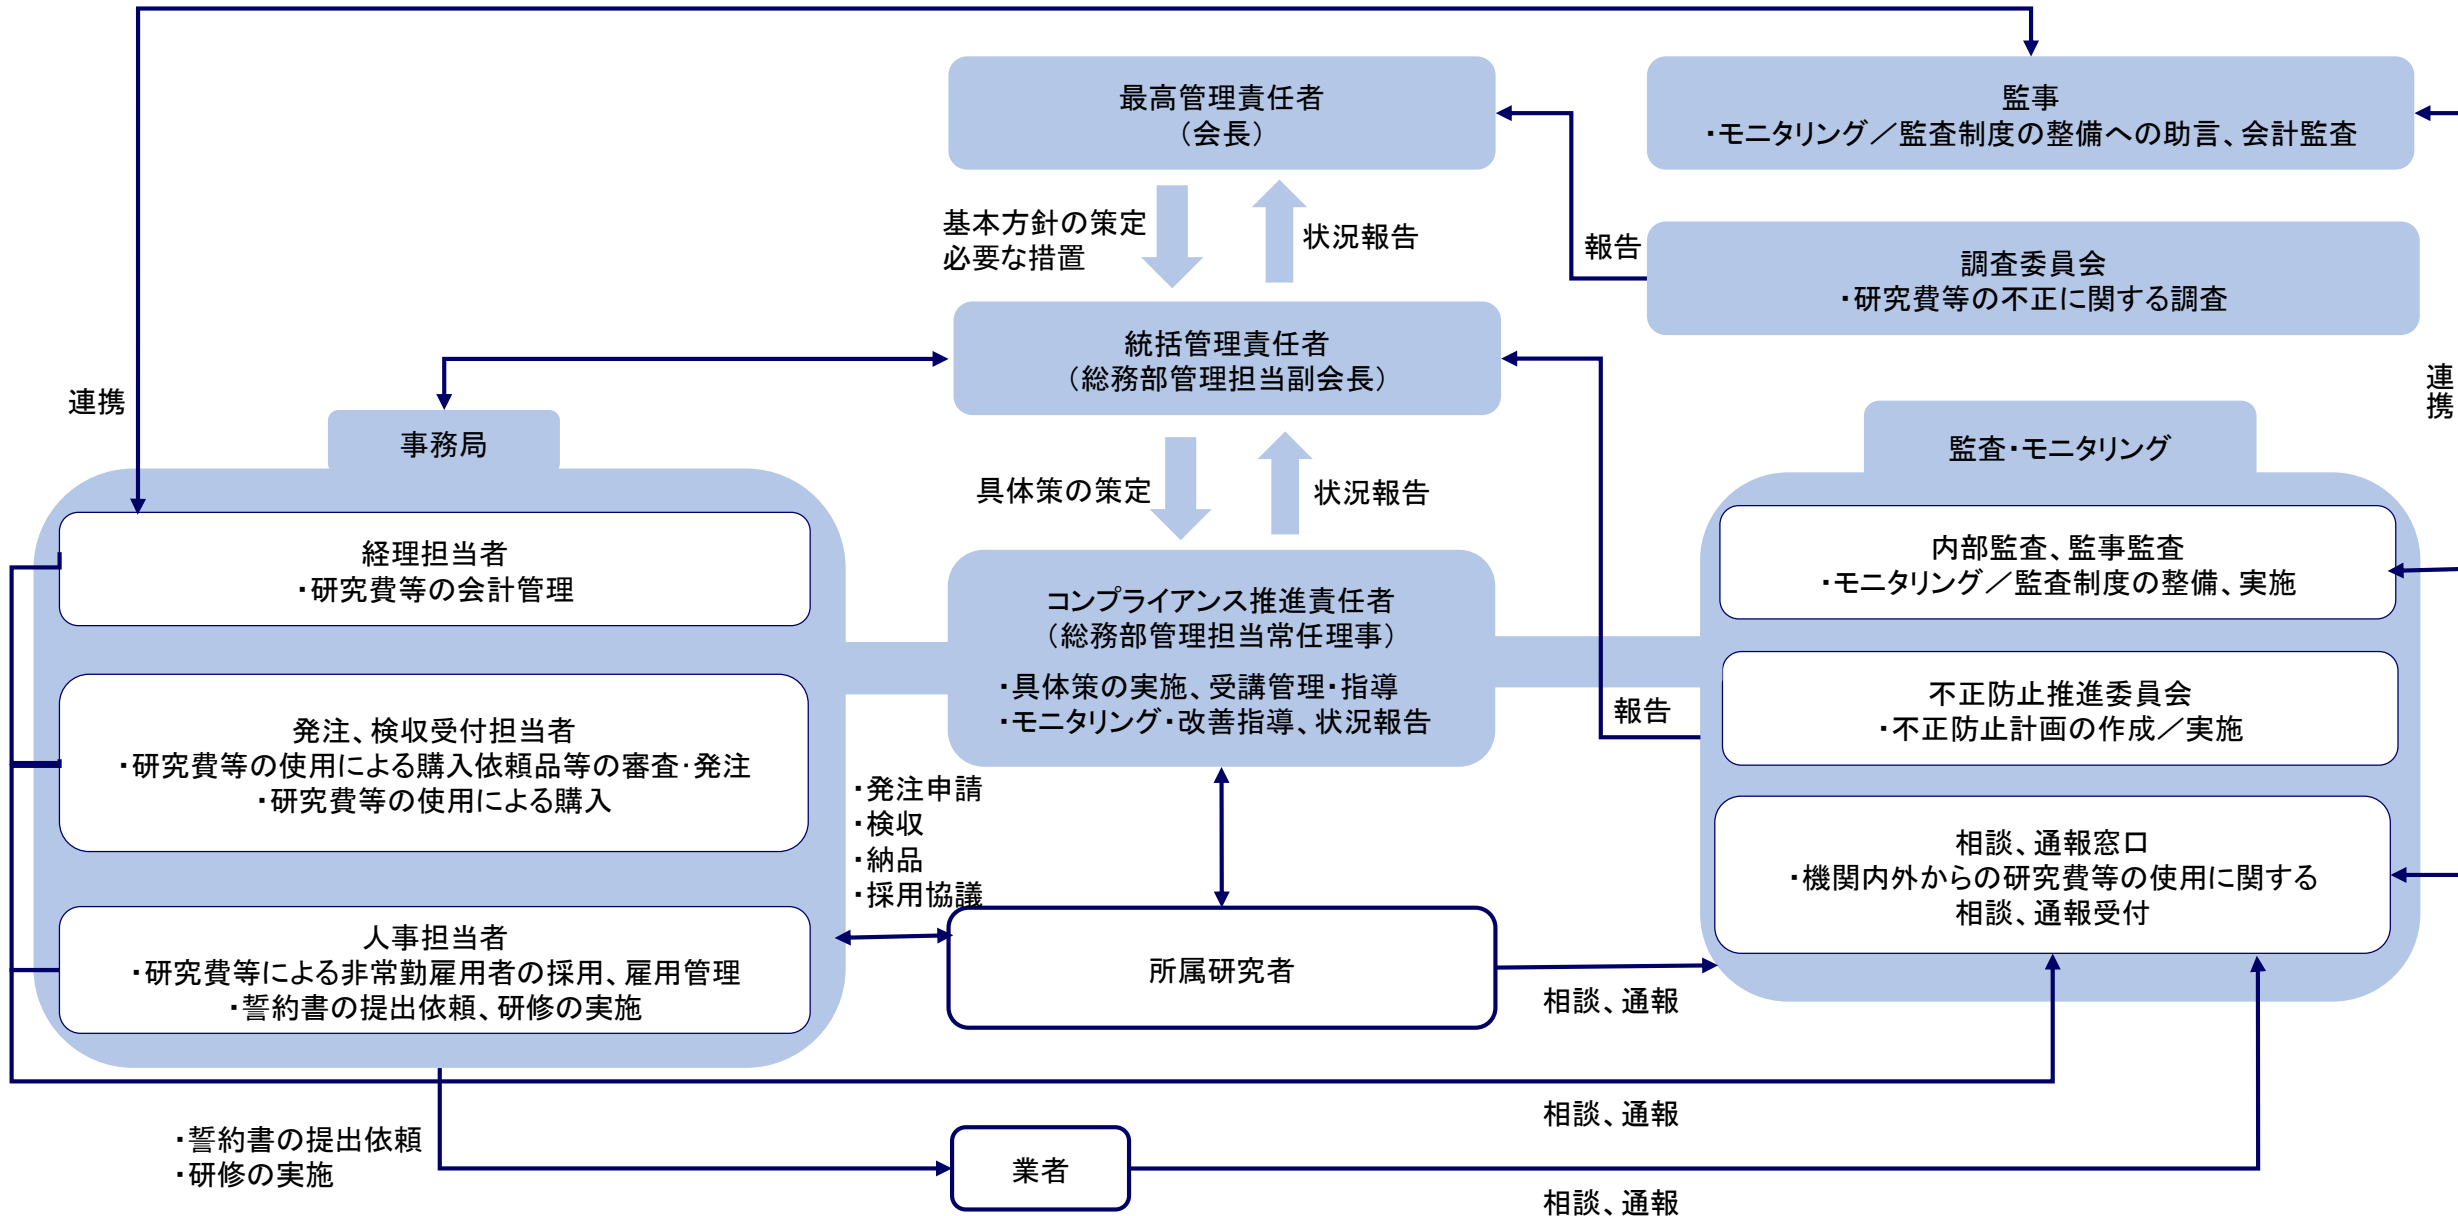 最高管理責任者
（会長）
監事
・モニタリング／監査制度の整備への助言、会計監査
基本方針の策定
必要な措置
状況報告
報告
調査委員会
・研究費等の不正に関する調査
統括管理責任者
（総務部管理担当副会長）
連携
連
携
事務局
監査・モニタリング
具体策の策定
状況報告
経理担当者
・研究費等の会計管理
内部監査、監事監査
・モニタリング／監査制度の整備、実施
コンプライアンス推進責任者
（総務部管理担当常任理事）
・具体策の実施、受講管理・指導
・モニタリング・改善指導、状況報告
報告
不正防止推進委員会
・不正防止計画の作成／実施
発注、検収受付担当者
・研究費等の使用による購入依頼品等の審査・発注
・研究費等の使用による購入
・発注申請
・検収
・納品
・採用協議
相談、通報窓口
・機関内外からの研究費等の使用に関する
相談、通報受付
人事担当者
・研究費等による非常勤雇用者の採用、雇用管理
・誓約書の提出依頼、研修の実施
所属研究者
相談、通報
相談、通報
・誓約書の提出依頼
・研修の実施
業者
相談、通報